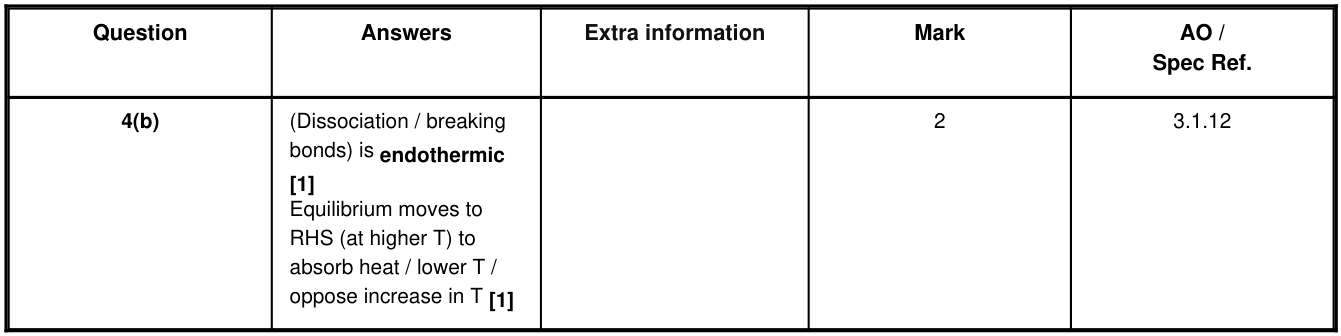 Question Answers Extra information Mark AO /
Spec Ref.
4(b) (Dissociation / breaking 2 3.1.12
bonds) is endothermic
[1]
Equilibrium moves to
RHS (at higher T) to
absorb heat / lower T /
oppose increase in T [1]